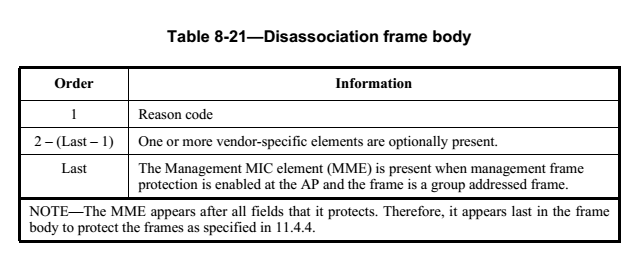 Table 8-21—Disassociation frame body
Order Information
1 Reason code
2 – (Last – 1) One or more vendor-specific elements are optionally present.
Last The Management MIC element (MME) is present when management frame
protection is enabled at the AP and the frame is a group addressed frame.
NOTE—The MME appears after all fields that it protects. Therefore, it appears last in the frame
body to protect the frames as specified in 11.4.4.